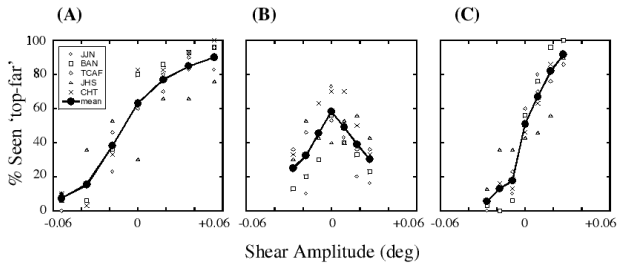 (A)
(B)
(C)
% Seen 'top-far'
100
80
60
40
20
0
JJN
BAN
TCAF
JHS
CHT
mean
-0.06 0 +0.06
-0.06 0 +0.06
-0.06 0 +0.06
Shear Amplitude (deg)